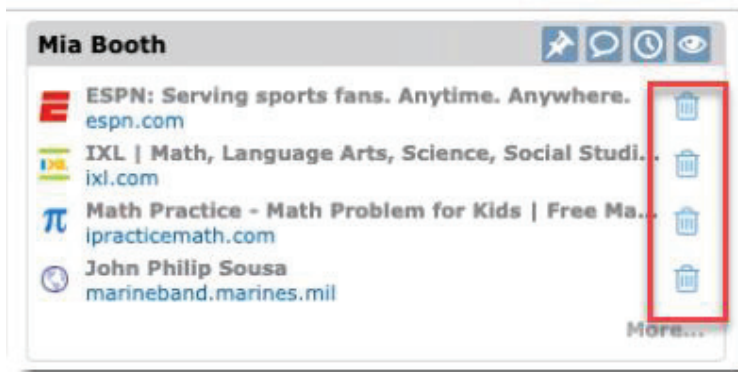 Mia Booth
ESPN: Serving sports fans. Anytime. Anywhere.
espn.com
IXL | Math, Language Arts, Science, Social Studi...
ixl.com
Math Practice - Math Problem for Kids | Free Ma...
ipracticemath.com
John Philip Sousa
marineband.marines.mil
More...